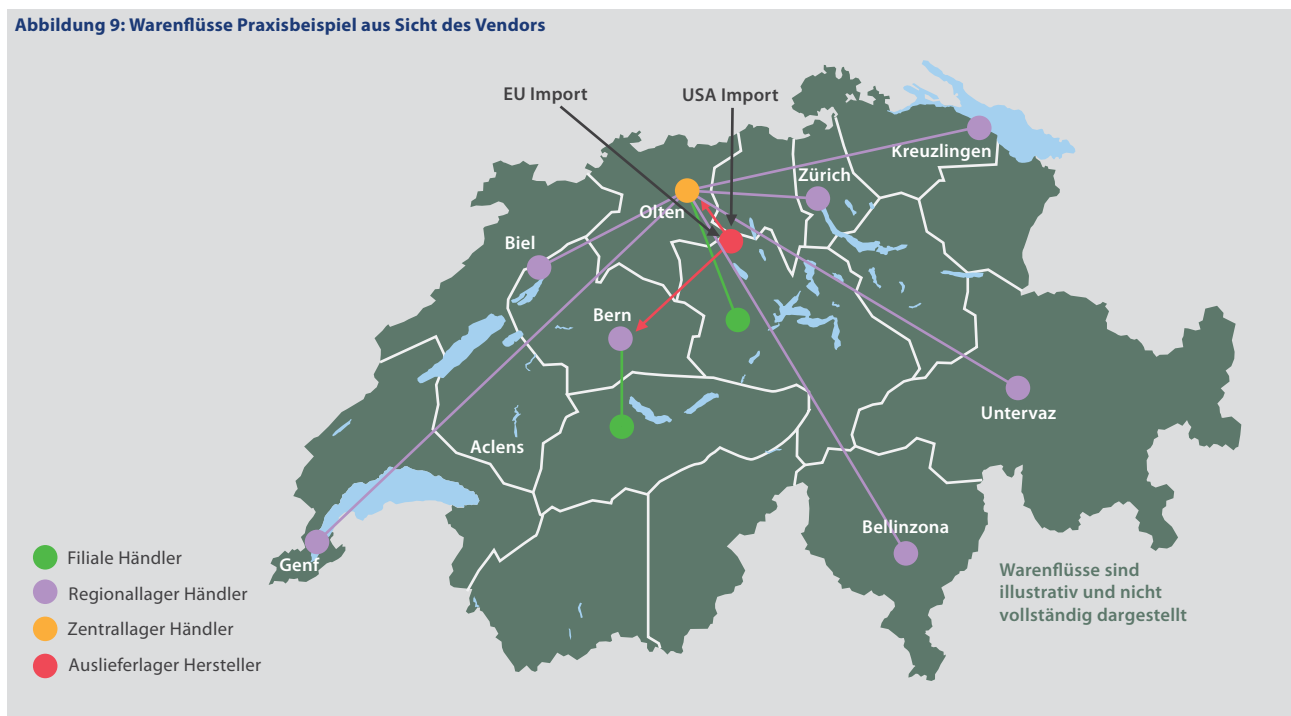 Abbildung 9: Warenflüsse Praxisbeispiel aus Sicht des Vendors
EU Import
USA Import
Kreuzlingen
Zürich
Olten
Biel
Bern
Untervaz
Aclens
Bellinzona
Genf
Filiale Händler
Regionallager Händler
Zentrallager Händler
Auslieferlager Hersteller
Warenflüsse sind
illustrativ und nicht
vollständig dargestellt